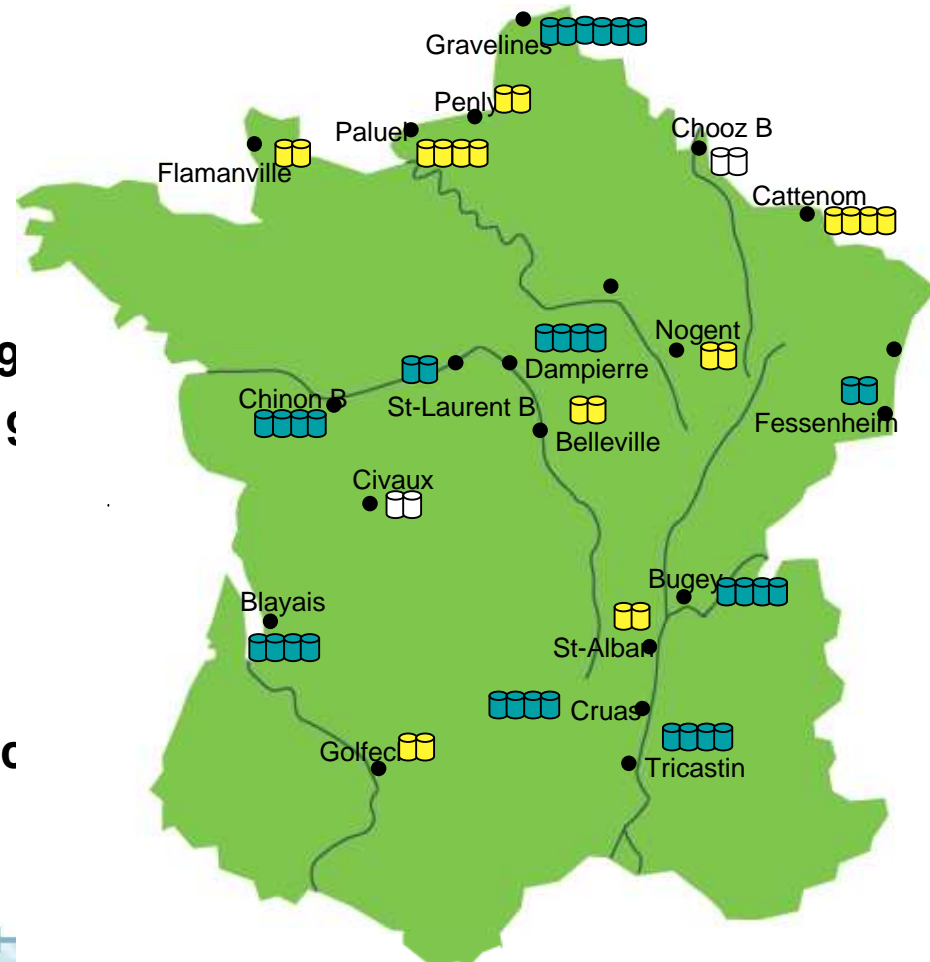 Gravelines
Penly
Paluel
Chooz B
Flamanville
Cattenom
g
Nogent
Dampierre
Chinon B
St-Laurent B
Fessenheim
Belleville
Civaux
Bugey
Blayais
St-Alban
Cruas
Golfech
Tricastin